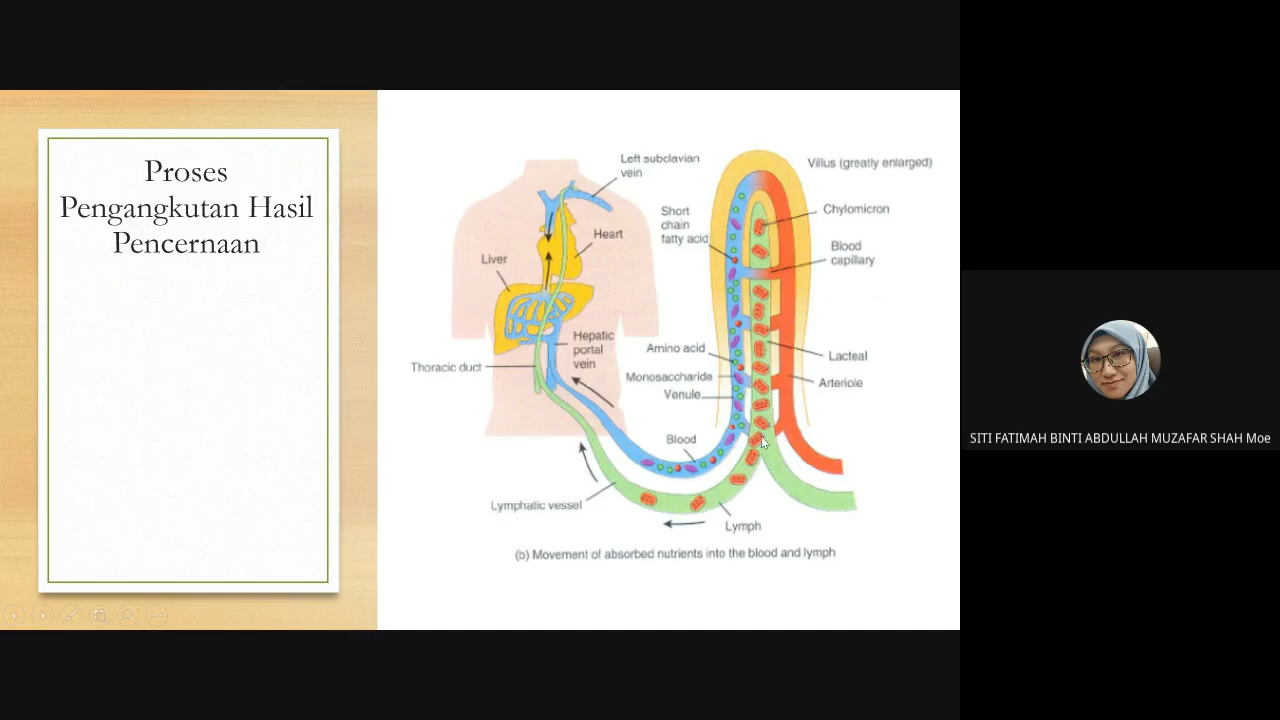 Proses
Pengangkutan Hasil
Pencernaan
Left subclavian
vein
Heart
Liver
Hepatic
portal
vein
Thoracic duct
Lymphatic vessel
Villus (greatly enlarged)
Short
chain
fatty acid
Chylomicron
Blood
capillary
Amino acid
Monosaccharide
Venule
Lacteal
Arteriole
Blood
Lymph
(b) Movement of absorbed nutrients into the blood and lymph
SITI FATIMAH BINTI ABDULLAH MUZAFAR SHAH Moe